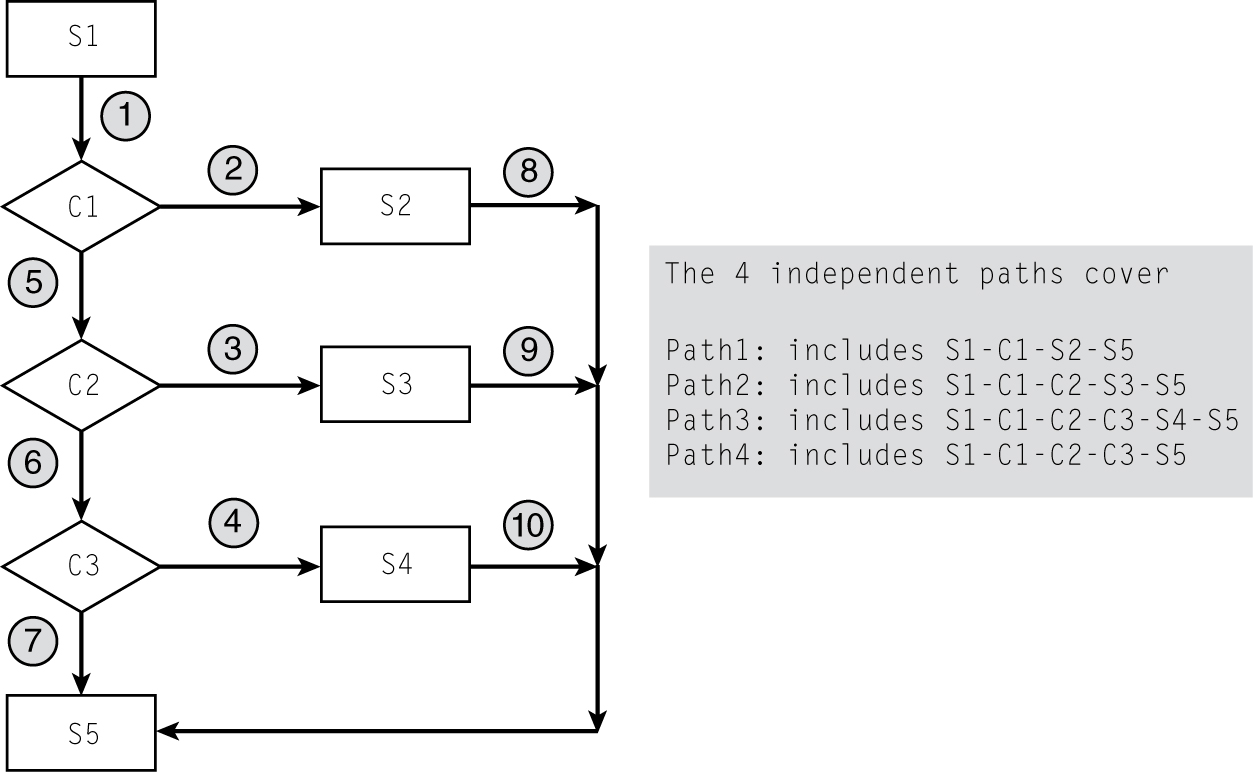 S1
1
C1
2
S2
8
5
C2
3
S3
9
6
C3
4
S4
10
7
S5
The 4 independent paths cover
Path1: includes S1-C1-S2-S5
Path2: includes S1-C1-C2-S3-S5
Path3: includes S1-C1-C2-C3-S4-S5
Path4: includes S1-C1-C2-C3-S5